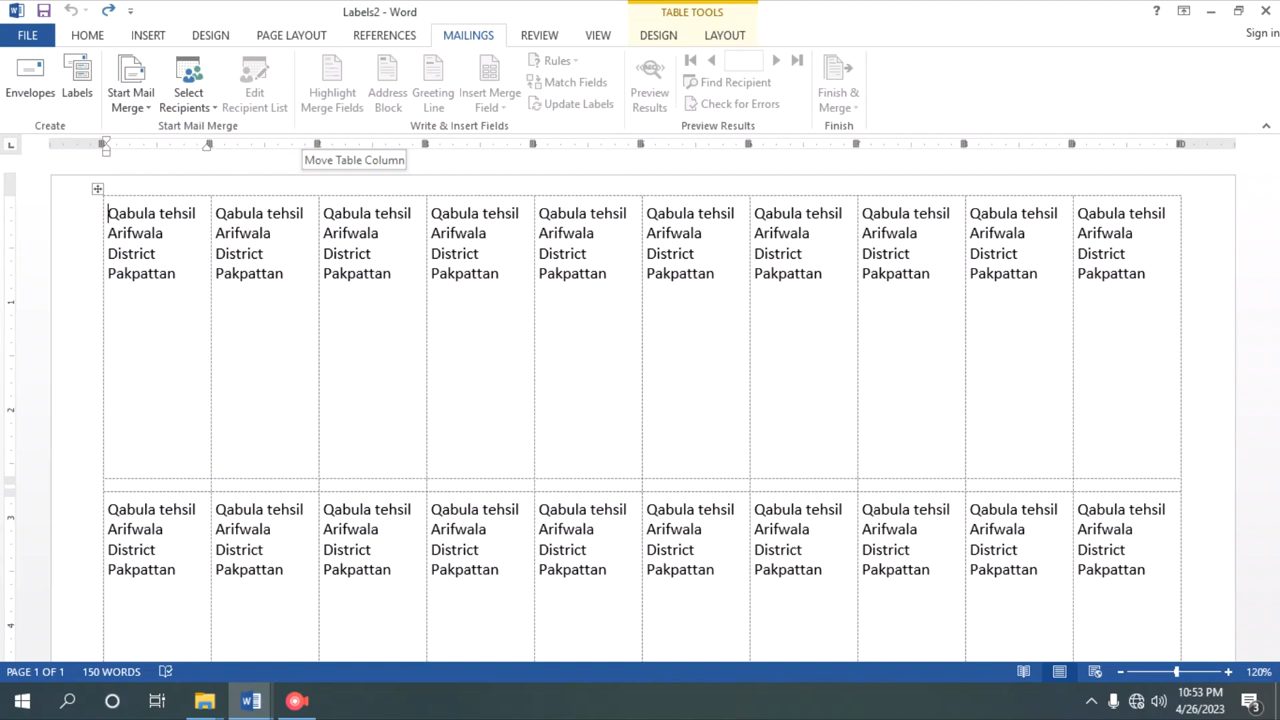 Labels2 - Word
TABLE TOOLS
?
FILE
HOME
INSERT
DESIGN
PAGE LAYOUT
REFERENCES
MAILINGS
REVIEW
VIEW
DESIGN
LAYOUT
Sign in
Envelopes
Labels
Start Mail
Merge
Select
Recipients
Edit
Recipient List
Highlight
Merge Fields
Address
Block
Greeting
Line
Insert Merge
Field
Rules
Match Fields
Update Labels
Preview
Results
Find Recipient
Check for Errors
Finish &
Merge
Create
Start Mail Merge
Write & Insert Fields
Preview Results
Finish
Move Table Column
Qabula tehsil Qabula tehsil Qabula tehsil Qabula tehsil Qabula tehsil Qabula tehsil Qabula tehsil Qabula tehsil Qabula tehsil Qabula tehsil
Arifwala Arifwala Arifwala Arifwala Arifwala Arifwala Arifwala Arifwala Arifwala Arifwala
District District District District District District District District District District
Pakpattan Pakpattan Pakpattan Pakpattan Pakpattan Pakpattan Pakpattan Pakpattan Pakpattan Pakpattan
1
2
3
Qabula tehsil Qabula tehsil Qabula tehsil Qabula tehsil Qabula tehsil Qabula tehsil Qabula tehsil Qabula tehsil Qabula tehsil Qabula tehsil
Arifwala Arifwala Arifwala Arifwala Arifwala Arifwala Arifwala Arifwala Arifwala Arifwala
District District District District District District District District District District
Pakpattan Pakpattan Pakpattan Pakpattan Pakpattan Pakpattan Pakpattan Pakpattan Pakpattan Pakpattan
4
PAGE 1 OF 1
150 WORDS
120%
10:53 PM
4/26/2023
3